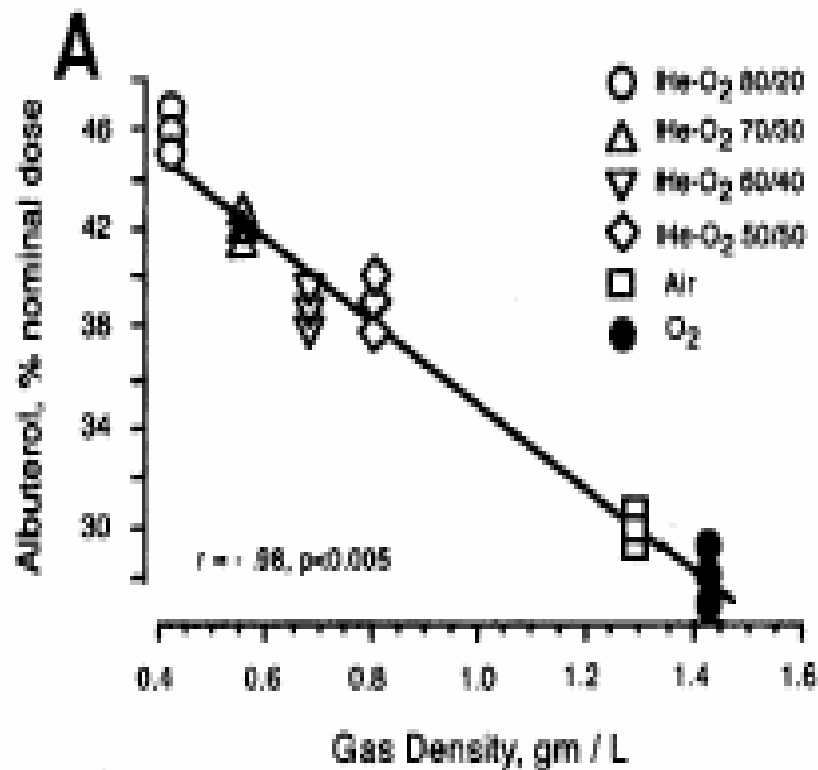 A
He-O2 80/20
He-O2 70/30
He-O2 60/40
He-O2 50/50
Air
O2
Albuterol, % nominal dose
46
42
38
34
30
r = - .98, p<0.005
0.4 0.6 0.8 1.0 1.2 1.4 1.6
Gas Density, gm / L